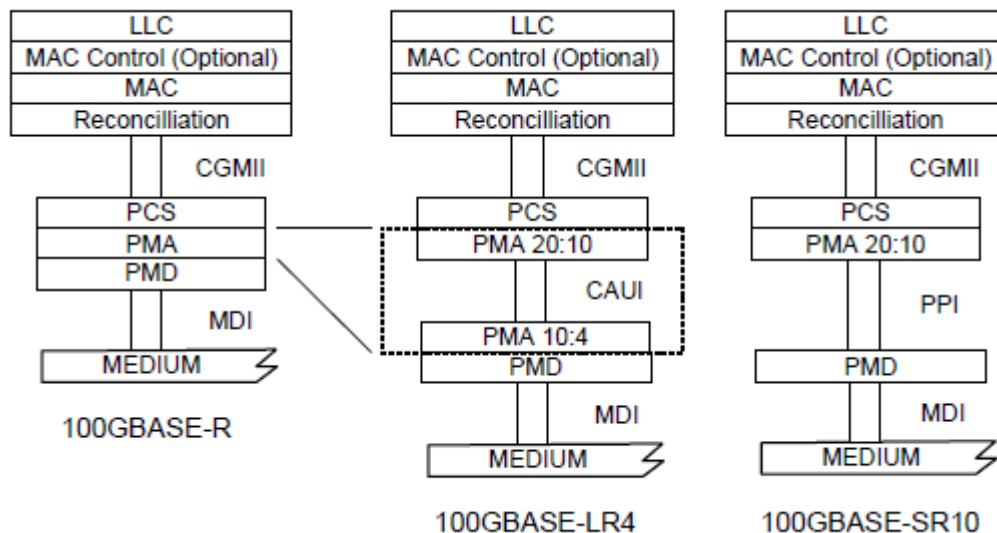 LLC
MAC Control (Optional)
MAC
Reconcilliation
CGMII
PCS
PMA
PMD
MDI
MEDIUM
100GBASE-R
LLC
MAC Control (Optional)
MAC
Reconcilliation
CGMII
PCS
PMA 20:10
CAUI
PMA 10:4
PMD
MDI
MEDIUM
100GBASE-LR4
LLC
MAC Control (Optional)
MAC
Reconcilliation
CGMII
PCS
PMA 20:10
PPI
PMD
MDI
MEDIUM
100GBASE-SR10